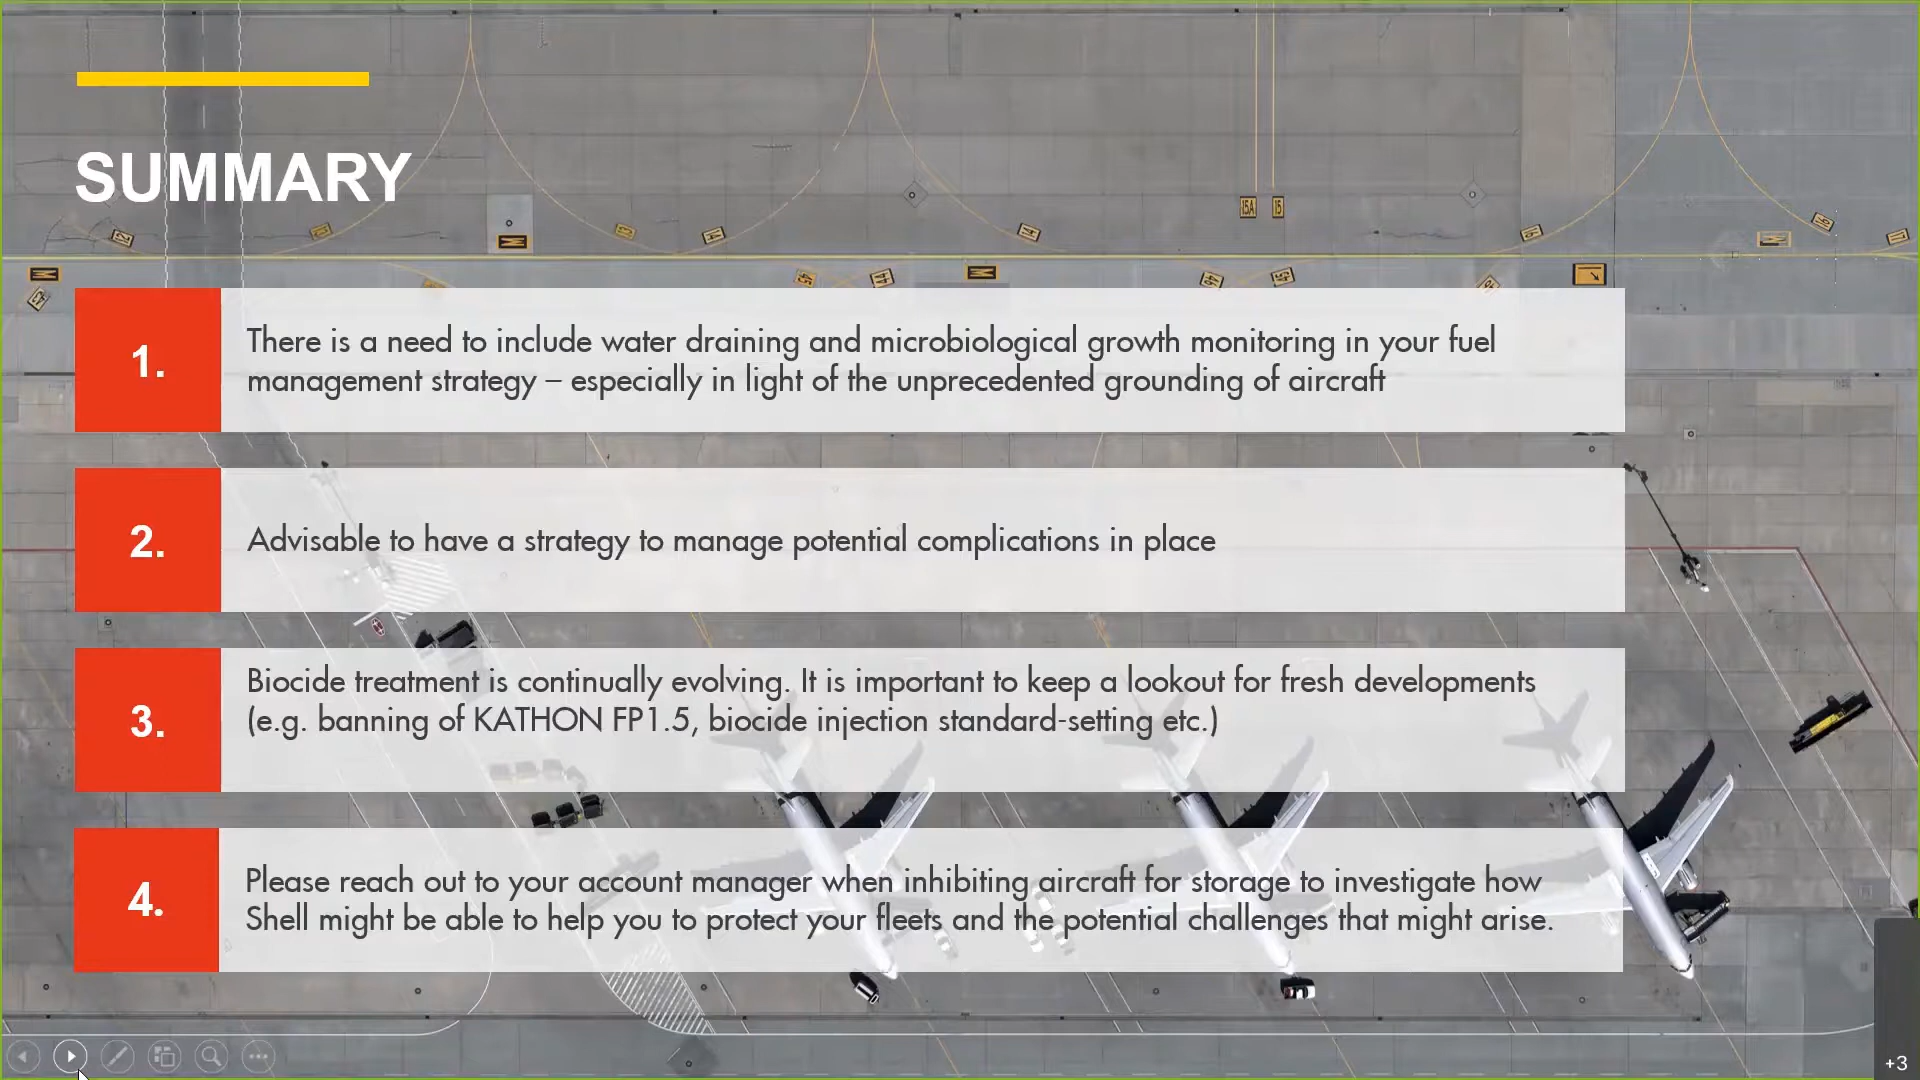 SUMMARY
15A
15
1.
There is a need to include water draining and microbiological growth monitoring in your fuel
management strategy – especially in light of the unprecedented grounding of aircraft
2.
Advisable to have a strategy to manage potential complications in place
3.
Biocide treatment is continually evolving. It is important to keep a lookout for fresh developments
(e.g. banning of KATHON FP1.5, biocide injection standard-setting etc.)
4.
Please reach out to your account manager when inhibiting aircraft for storage to investigate how
Shell might be able to help you to protect your fleets and the potential challenges that might arise.
+3